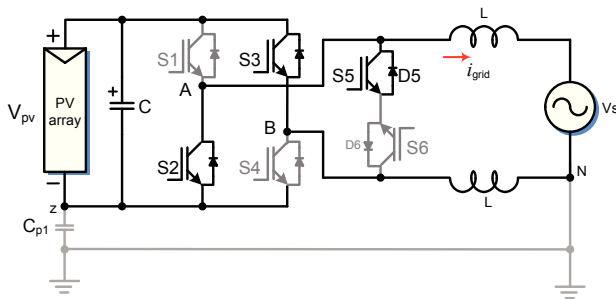 +
S1
S3
L
i_grid
S5
D5
A
PV
array
V_pv
+
C
B
Vs
D6
S6
S2
S4
−
z
N
L
C_p1